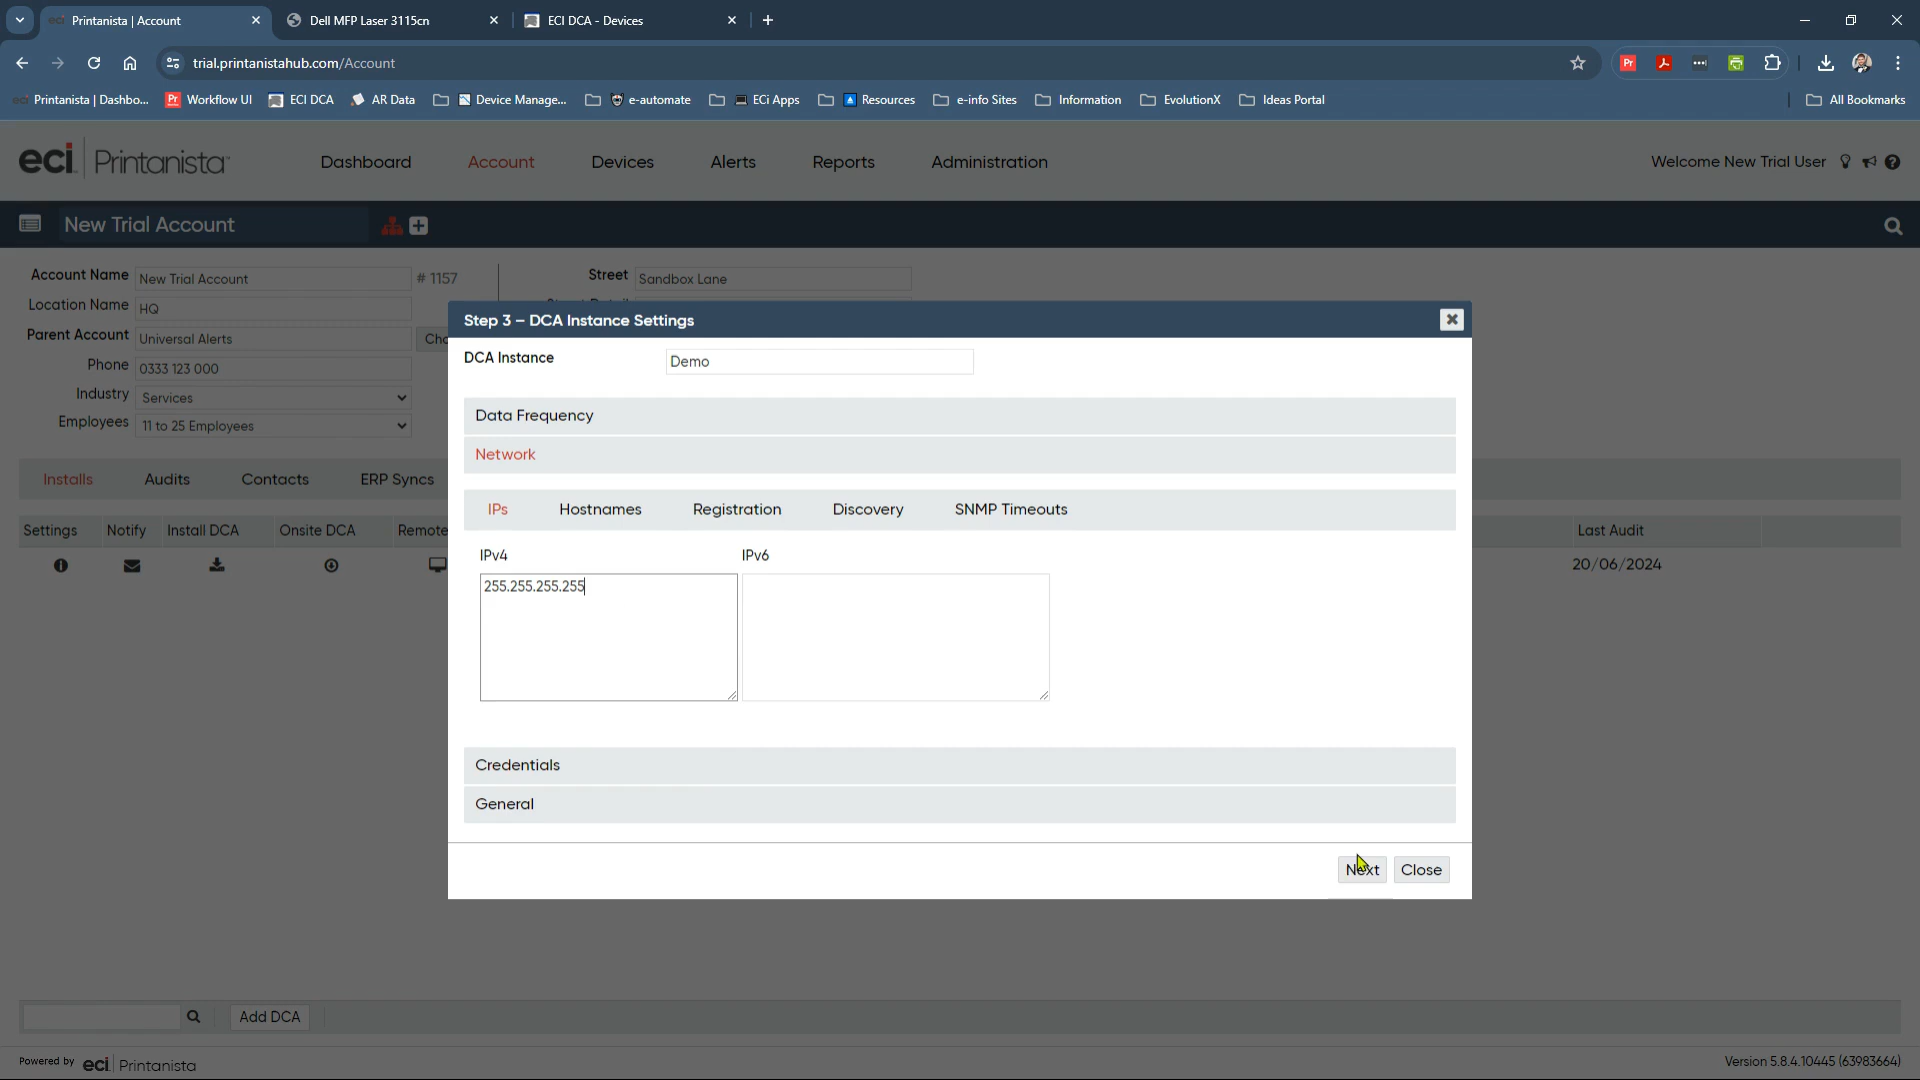 Printanista | Account
Dell MFP Laser 3115cn
ECI DCA - Devices
trial.printanistahub.com/Account
Printanista | Dashbo...
Workflow UI
ECI DCA
AR Data
Device Manage...
e-automate
ECi Apps
Resources
e-info Sites
Information
EvolutionX
Ideas Portal
All Bookmarks
eci Printanista
Dashboard
Account
Devices
Alerts
Reports
Administration
Welcome New Trial User
New Trial Account
Account Name New Trial Account # 1157
Street Sandbox Lane
Location Name HQ
Parent Account Universal Alerts
Phone 0333 123 000
Industry Services
Employees 11 to 25 Employees
Installs
Audits
Contacts
ERP Syncs
Settings
Notify
Install DCA
Onsite DCA
Remote
Last Audit
20/06/2024
Step 3 – DCA Instance Settings
DCA Instance Demo
Data Frequency
Network
IPs
Hostnames
Registration
Discovery
SNMP Timeouts
IPv4
IPv6
255.255.255.255
Credentials
General
Next
Close
Add DCA
Powered by eci Printanista
Version 5.8.4.10445 (63983664)